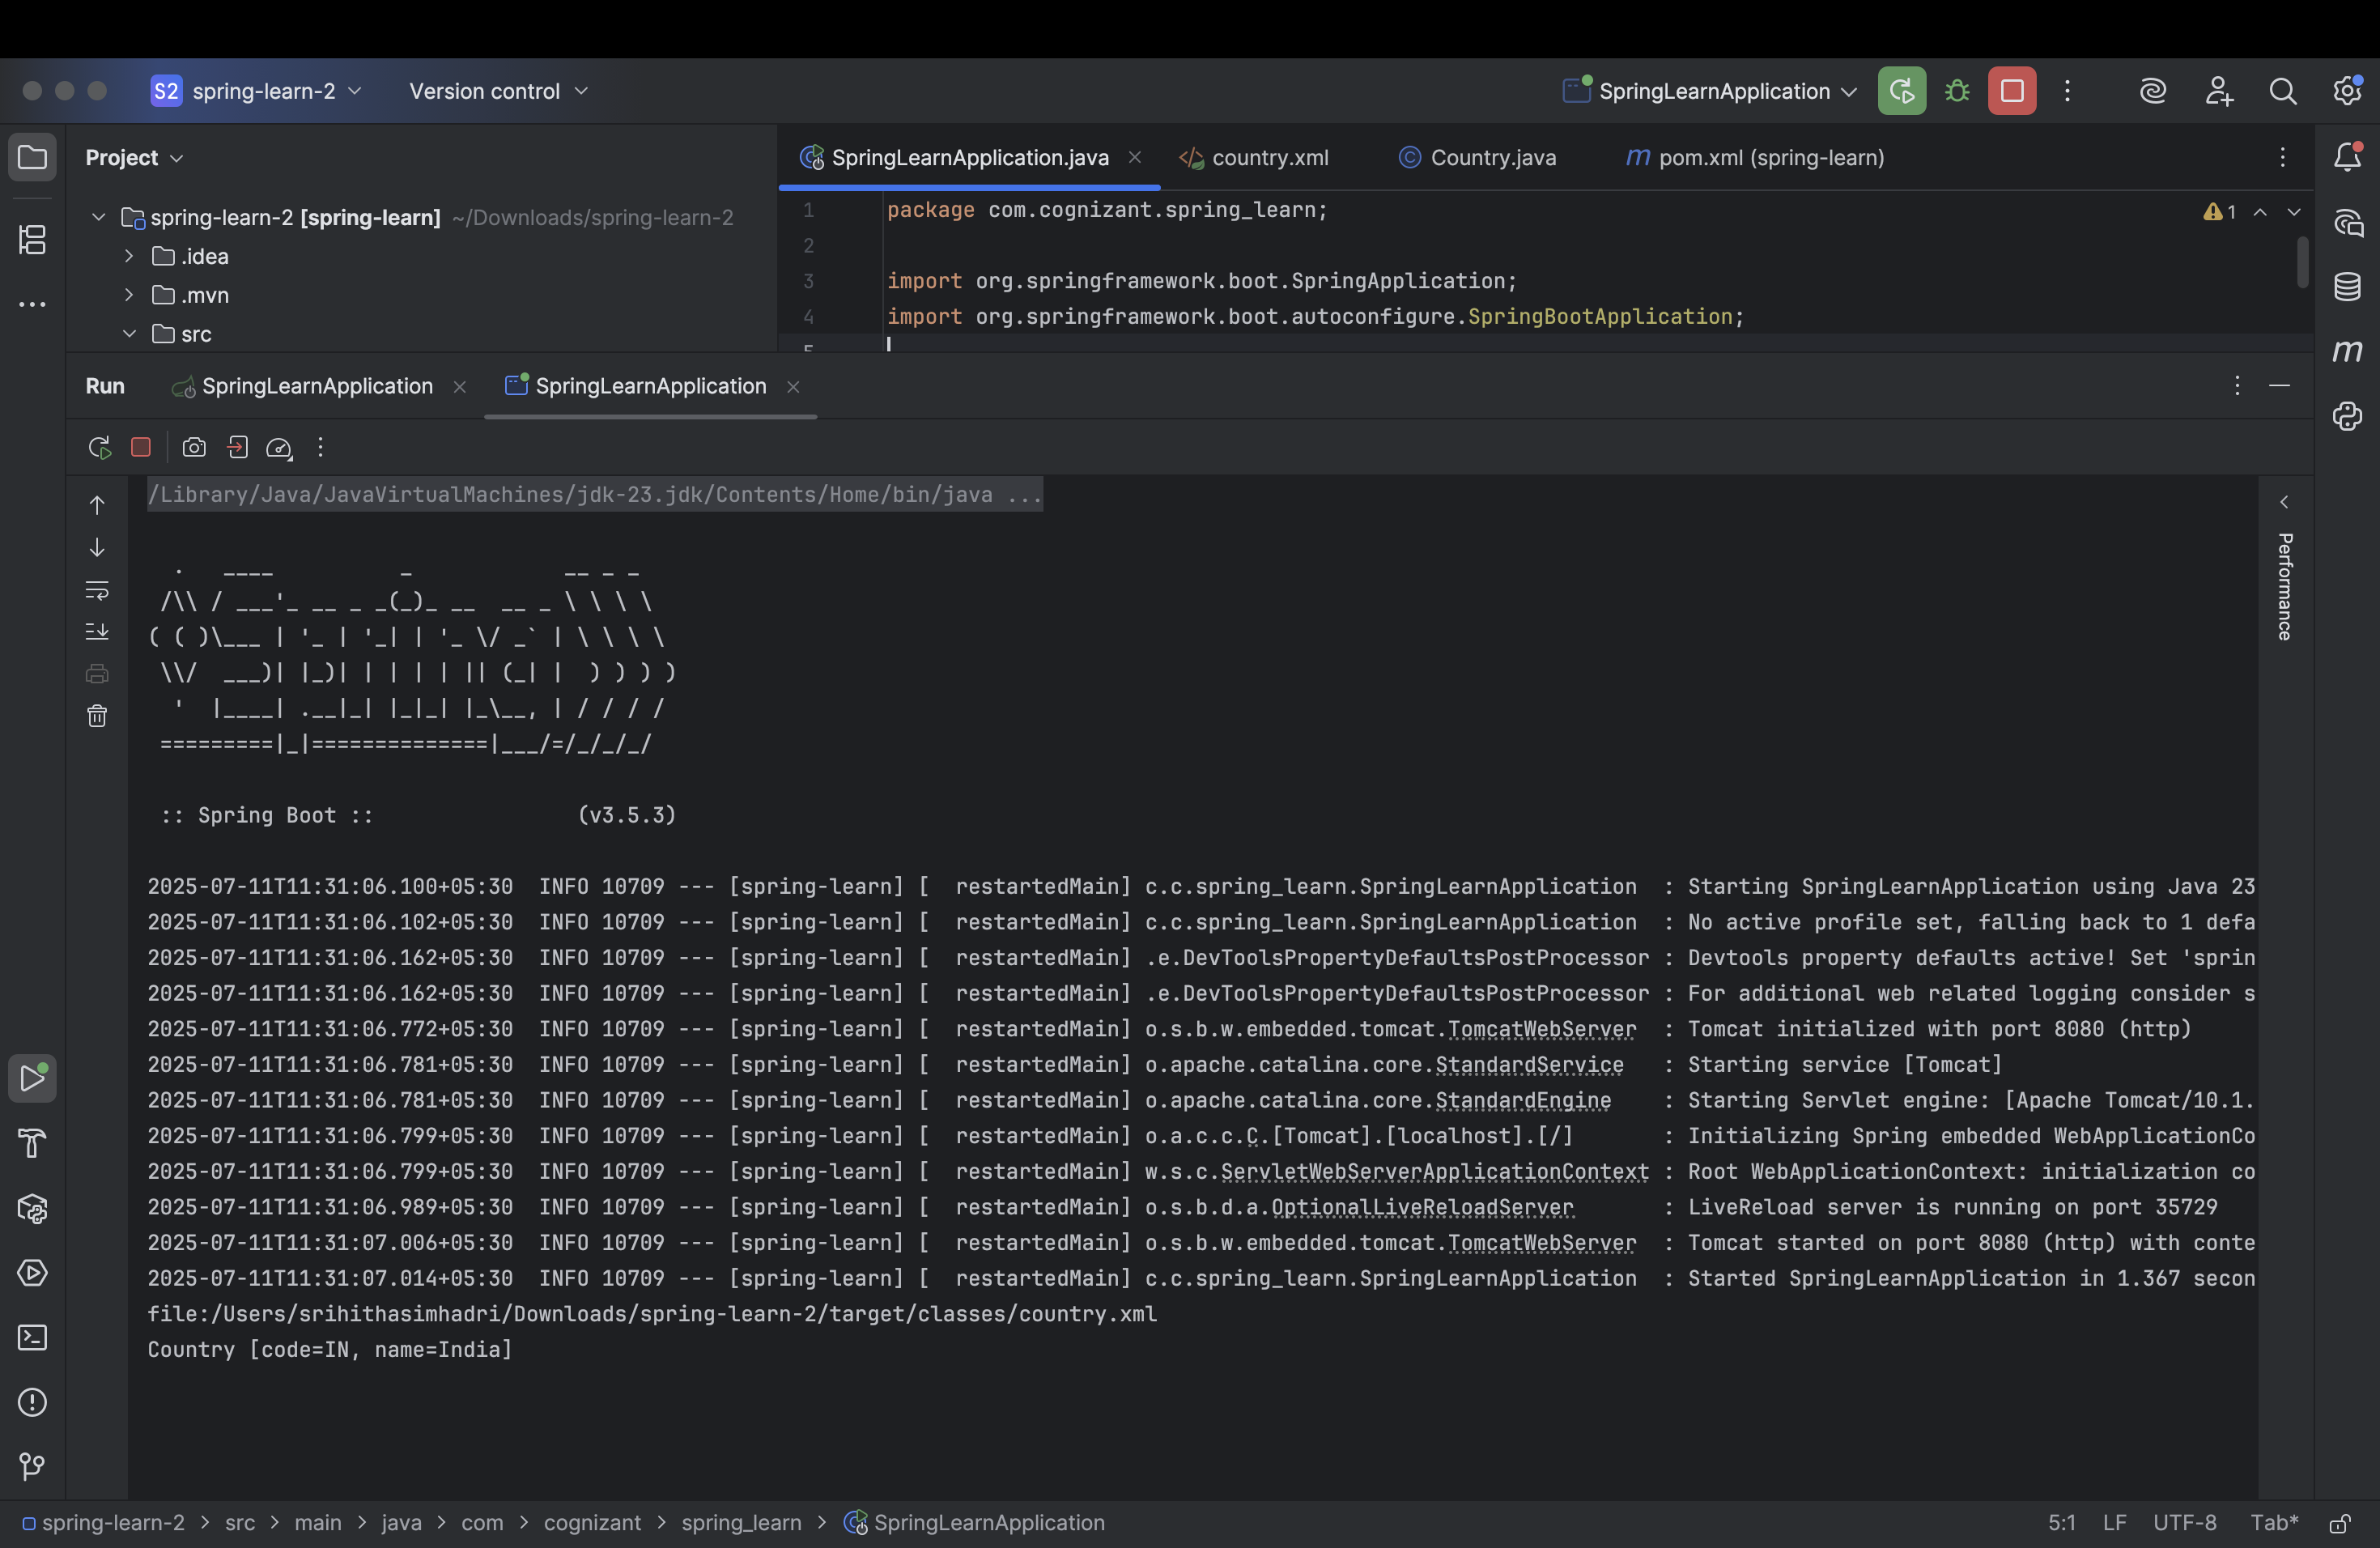 S2 spring-learn-2 Version control SpringLearnApplication
Project
SpringLearnApplication.java country.xml Country.java pom.xml (spring-learn)
spring-learn-2 [spring-learn] ~/Downloads/spring-learn-2
.idea
.mvn
src
1 package com.cognizant.spring_learn;
2
3 import org.springframework.boot.SpringApplication;
4 import org.springframework.boot.autoconfigure.SpringBootApplication;
5
1
Run SpringLearnApplication SpringLearnApplication
/Library/Java/JavaVirtualMachines/jdk-23.jdk/Contents/Home/bin/java ...
  .   ____          _            __ _ _
 /\\ / ___'_ __ _ _(_)_ __  __ _ \ \ \ \
( ( )\___ | '_ | '_| | '_ \/ _` | \ \ \ \
 \\/  ___)| |_)| | | | | || (_| |  ) ) ) )
  '  |____| .__|_| |_|_| |_\__, | / / / /
 =========|_|==============|___/=/_/_/_/
 :: Spring Boot ::                (v3.5.3)
2025-07-11T11:31:06.100+05:30  INFO 10709 --- [spring-learn] [  restartedMain] c.c.spring_learn.SpringLearnApplication  : Starting SpringLearnApplication using Java 23
2025-07-11T11:31:06.102+05:30  INFO 10709 --- [spring-learn] [  restartedMain] c.c.spring_learn.SpringLearnApplication  : No active profile set, falling back to 1 defa
2025-07-11T11:31:06.162+05:30  INFO 10709 --- [spring-learn] [  restartedMain] .e.DevToolsPropertyDefaultsPostProcessor : Devtools property defaults active! Set 'sprin
2025-07-11T11:31:06.162+05:30  INFO 10709 --- [spring-learn] [  restartedMain] .e.DevToolsPropertyDefaultsPostProcessor : For additional web related logging consider s
2025-07-11T11:31:06.772+05:30  INFO 10709 --- [spring-learn] [  restartedMain] o.s.b.w.embedded.tomcat.TomcatWebServer  : Tomcat initialized with port 8080 (http)
2025-07-11T11:31:06.781+05:30  INFO 10709 --- [spring-learn] [  restartedMain] o.apache.catalina.core.StandardService   : Starting service [Tomcat]
2025-07-11T11:31:06.781+05:30  INFO 10709 --- [spring-learn] [  restartedMain] o.apache.catalina.core.StandardEngine    : Starting Servlet engine: [Apache Tomcat/10.1.
2025-07-11T11:31:06.799+05:30  INFO 10709 --- [spring-learn] [  restartedMain] o.a.c.c.C.[Tomcat].[localhost].[/]       : Initializing Spring embedded WebApplicationCo
2025-07-11T11:31:06.799+05:30  INFO 10709 --- [spring-learn] [  restartedMain] w.s.c.ServletWebServerApplicationContext : Root WebApplicationContext: initialization co
2025-07-11T11:31:06.989+05:30  INFO 10709 --- [spring-learn] [  restartedMain] o.s.b.d.a.OptionalLiveReloadServer       : LiveReload server is running on port 35729
2025-07-11T11:31:07.006+05:30  INFO 10709 --- [spring-learn] [  restartedMain] o.s.b.w.embedded.tomcat.TomcatWebServer  : Tomcat started on port 8080 (http) with conte
2025-07-11T11:31:07.014+05:30  INFO 10709 --- [spring-learn] [  restartedMain] c.c.spring_learn.SpringLearnApplication  : Started SpringLearnApplication in 1.367 secon
file:/Users/srihithasimhadri/Downloads/spring-learn-2/target/classes/country.xml
Country [code=IN, name=India]
Performance
spring-learn-2 > src > main > java > com > cognizant > spring_learn > SpringLearnApplication
5:1 LF UTF-8 Tab*